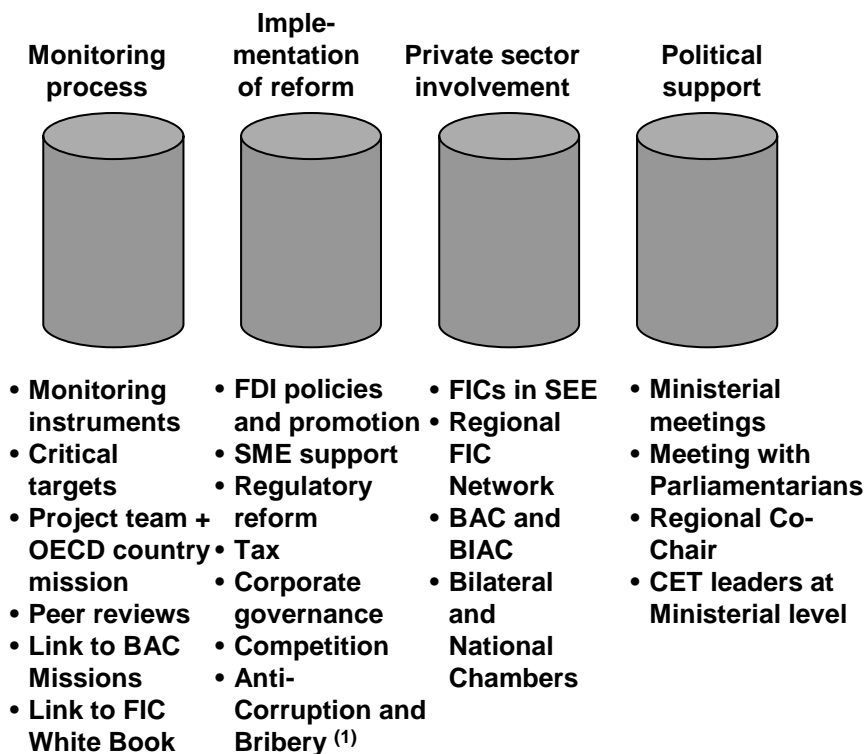 Monitoring
process
Imple-
mentation
of reform
Private sector
involvement
Political
support
• Monitoring
instruments
• Critical
targets
• Project team +
OECD country
mission
• Peer reviews
• Link to BAC
Missions
• Link to FIC
White Book
• FDI policies
and promotion
• SME support
• Regulatory
reform
• Tax
• Corporate
governance
• Competition
• Anti-
Corruption and
Bribery (1)
• FICs in SEE
• Regional
FIC
Network
• BAC and
BIAC
• Bilateral
and
National
Chambers
• Ministerial
meetings
• Meeting with
Parliamentarians
• Regional Co-
Chair
• CET leaders at
Ministerial level